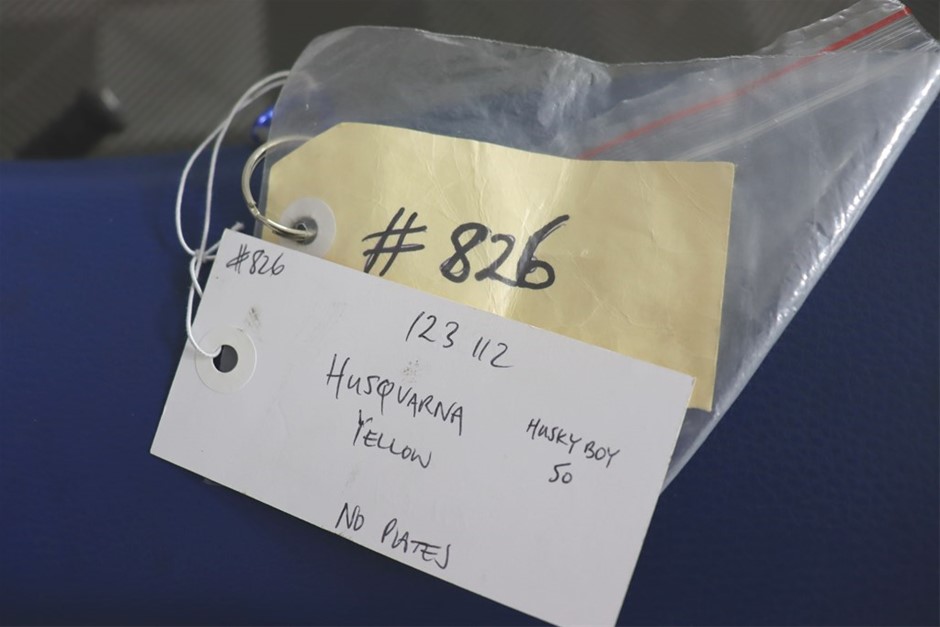 # 826
#826
123 112
HUSQVARNA
YELLOW
HUSKY BOY
50
NO PLATES